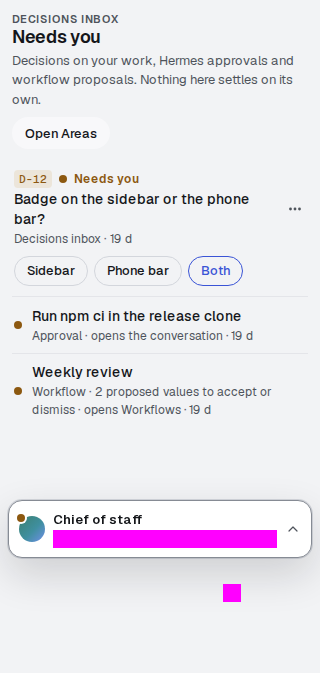 DECISIONS INBOX
Needs you
Decisions on your work, Hermes approvals and
workflow proposals. Nothing here settles on its
own.
Open Areas
D-12 Needs you
Badge on the sidebar or the phone
bar?
Decisions inbox · 19 d
Sidebar Phone bar Both
Run npm ci in the release clone
Approval · opens the conversation · 19 d
Weekly review
Workflow · 2 proposed values to accept or
dismiss · opens Workflows · 19 d
Chief of staff